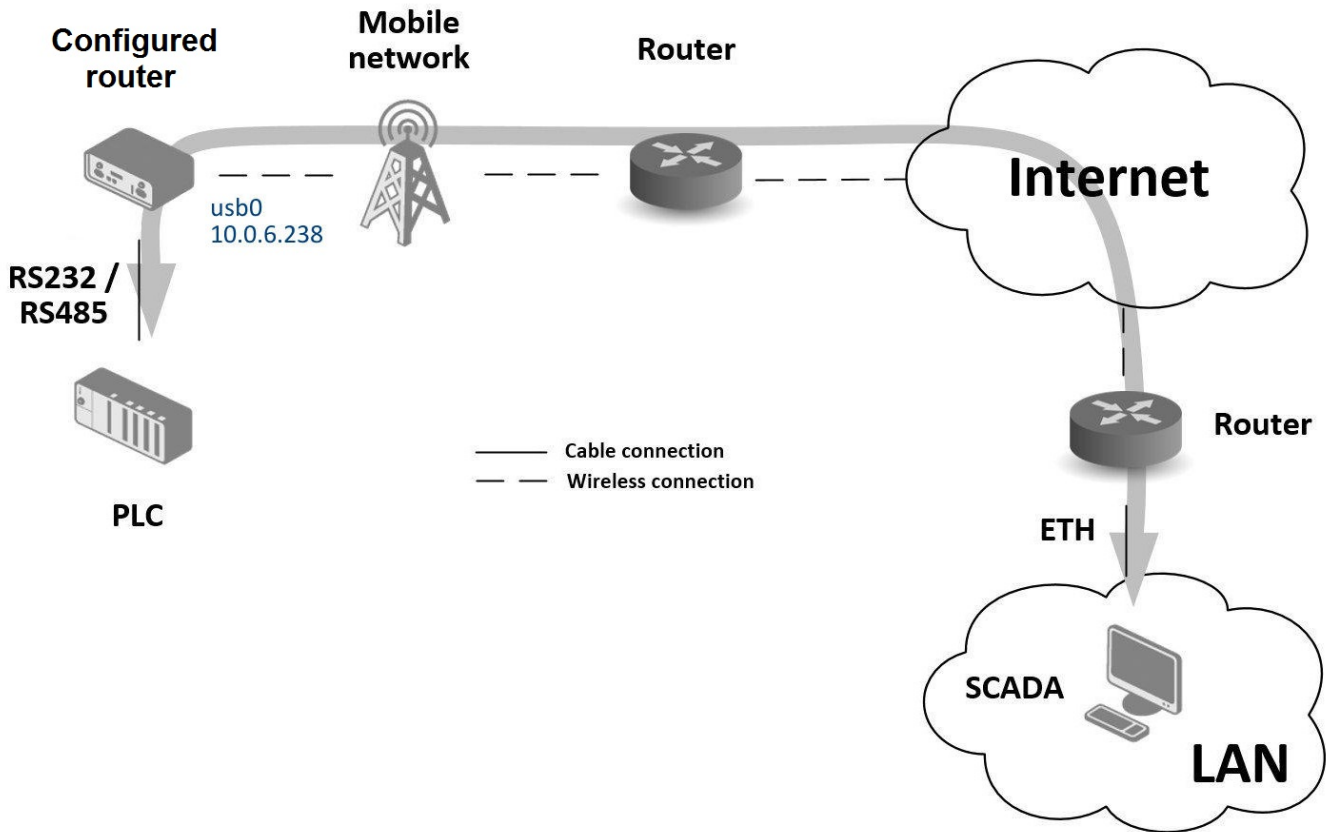 Configured
router
Mobile
network
Router
Internet
usb0
10.0.6.238
RS232 /
RS485
Router
Cable connection
Wireless connection
PLC
ETH
SCADA
LAN